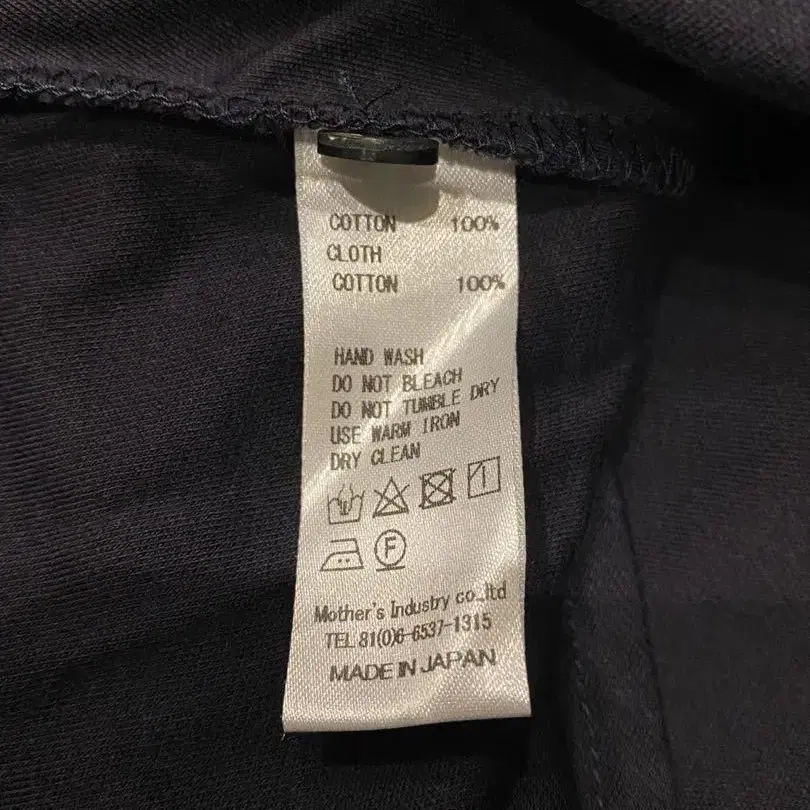 COTTON 100%
CLOTH
COTTON 100%
HAND WASH
DO NOT BLEACH
DO NOT TUMBLE DRY
USE WARM IRON
DRY CLEAN
F
Mother's Industry co.,ltd
TEL 81(0)6-6537-1315
MADE IN JAPAN